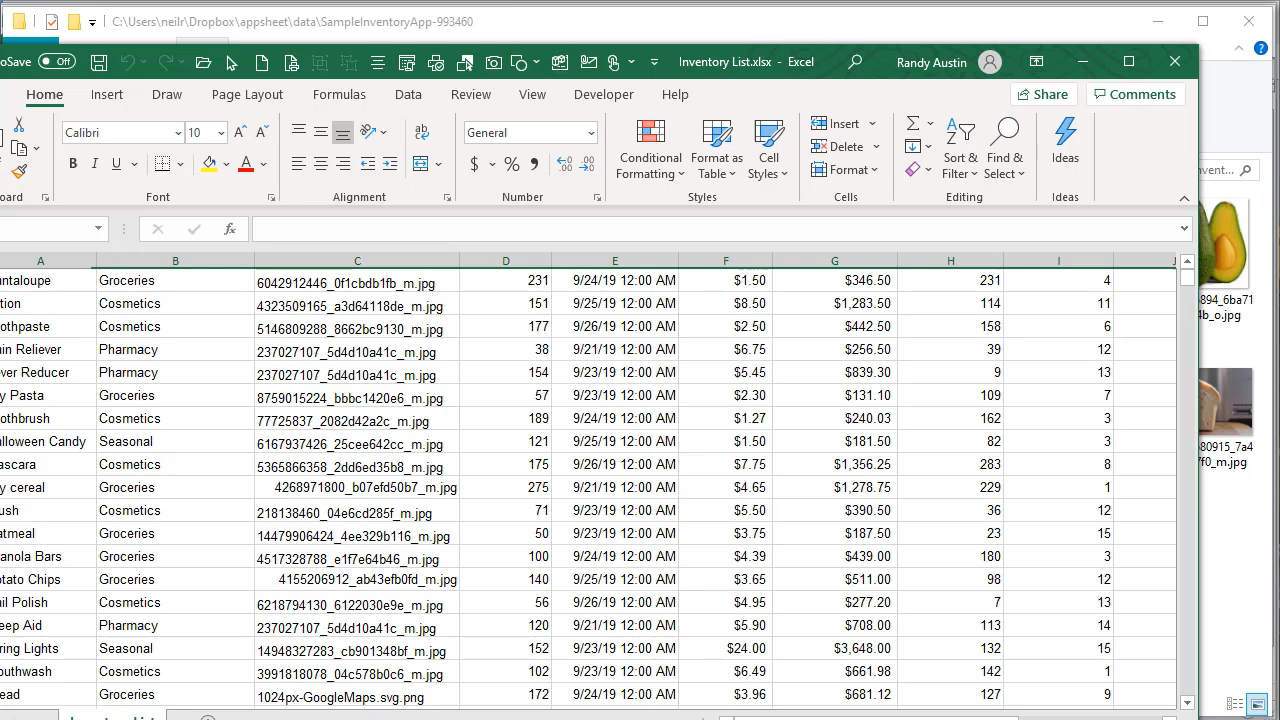 C:\Users\neilr\Dropbox\appsheet\data\SampleInventoryApp-993460
oSave Off Inventory List.xlsx - Excel Randy Austin
Home Insert Draw Page Layout Formulas Data Review View Developer Help Share Comments
Calibri 10 General
Conditional Formatting
Format as Table
Cell Styles
Insert
Delete
Format
Sort & Filter
Find & Select
Ideas
oard Font Alignment Number Styles Cells Editing Ideas
A B C D E F G H I J
antaloupe Groceries 6042912446_0f1cbdb1fb_m.jpg 231 9/24/19 12:00 AM $1.50 $346.50 231 4
tion Cosmetics 4323509165_a3d64118de_m.jpg 151 9/25/19 12:00 AM $8.50 $1,283.50 114 11
othpaste Cosmetics 5146809288_8662bc9130_m.jpg 177 9/26/19 12:00 AM $2.50 $442.50 158 6
in Reliever Pharmacy 237027107_5d4d10a41c_m.jpg 38 9/21/19 12:00 AM $6.75 $256.50 39 12
ever Reducer Pharmacy 237027107_5d4d10a41c_m.jpg 154 9/23/19 12:00 AM $5.45 $839.30 9 13
y Pasta Groceries 8759015224_bbbc1420e6_m.jpg 57 9/23/19 12:00 AM $2.30 $131.10 109 7
othbrush Cosmetics 77725837_2082d42a2c_m.jpg 189 9/24/19 12:00 AM $1.27 $240.03 162 3
alloween Candy Seasonal 6167937426_25cee642cc_m.jpg 121 9/25/19 12:00 AM $1.50 $181.50 82 3
ascara Cosmetics 5365866358_2dd6ed35b8_m.jpg 175 9/26/19 12:00 AM $7.75 $1,356.25 283 8
y cereal Groceries 4268971800_b07efd50b7_m.jpg 275 9/21/19 12:00 AM $4.65 $1,278.75 229 1
ush Cosmetics 218138460_04e6cd285f_m.jpg 71 9/23/19 12:00 AM $5.50 $390.50 36 12
atmeal Groceries 14479906424_4ee329b116_m.jpg 50 9/23/19 12:00 AM $3.75 $187.50 23 15
anola Bars Groceries 4517328788_e1f7e64b46_m.jpg 100 9/24/19 12:00 AM $4.39 $439.00 180 3
otato Chips Groceries 4155206912_ab43efb0fd_m.jpg 140 9/25/19 12:00 AM $3.65 $511.00 98 12
ail Polish Cosmetics 6218794130_6122030e9e_m.jpg 56 9/26/19 12:00 AM $4.95 $277.20 7 13
eep Aid Pharmacy 237027107_5d4d10a41c_m.jpg 120 9/21/19 12:00 AM $5.90 $708.00 113 14
ring Lights Seasonal 14948327283_cb901348bf_m.jpg 152 9/23/19 12:00 AM $24.00 $3,648.00 132 15
outhwash Cosmetics 3991818078_04c578b0c6_m.jpg 102 9/23/19 12:00 AM $6.49 $661.98 142 1
ead Groceries 1024px-GoogleMaps.svg.png 172 9/24/19 12:00 AM $3.96 $681.12 127 9
nvent...
894_6ba71
4b_o.jpg
80915_7a4
7f0_m.jpg